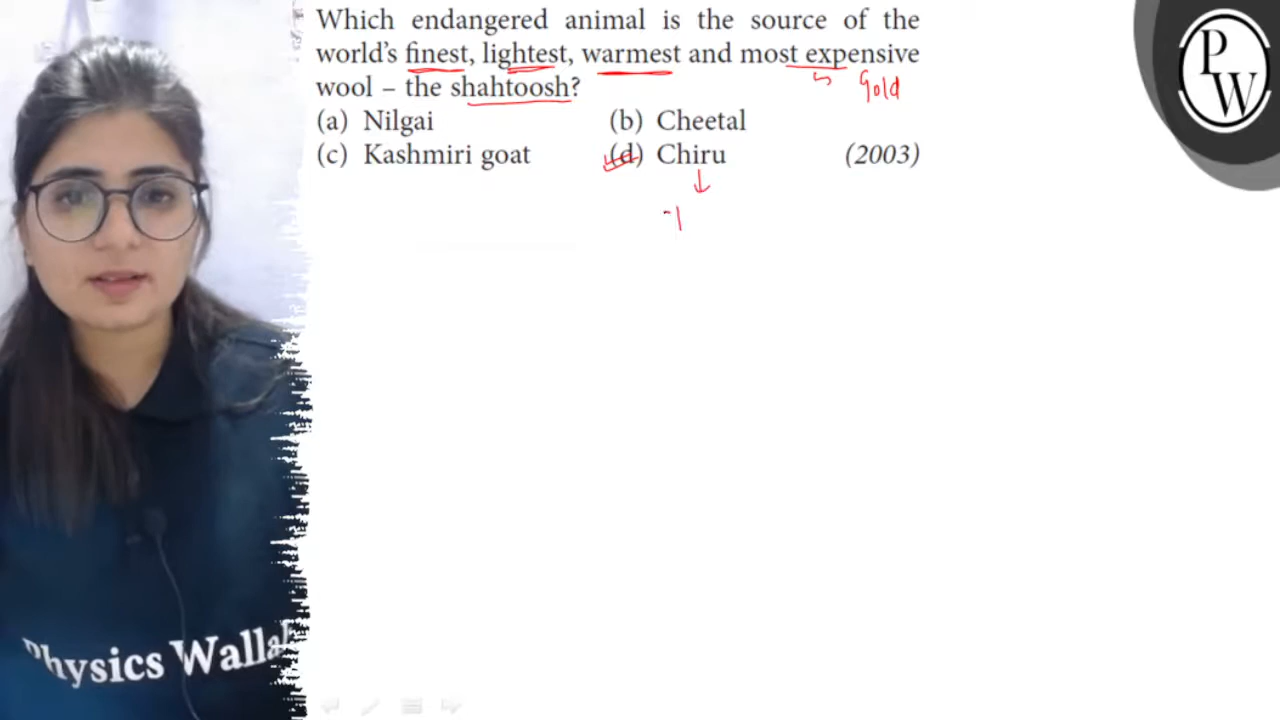 Which endangered animal is the source of the
world's finest, lightest, warmest and most expensive
Gold
wool – the shahtoosh?
(a) Nilgai (b) Cheetal
(c) Kashmiri goat (d) Chiru (2003)
PW
Physics Wallah